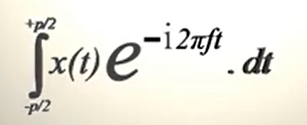 +p/2
∫x(t) e^-i2πft . dt
-p/2